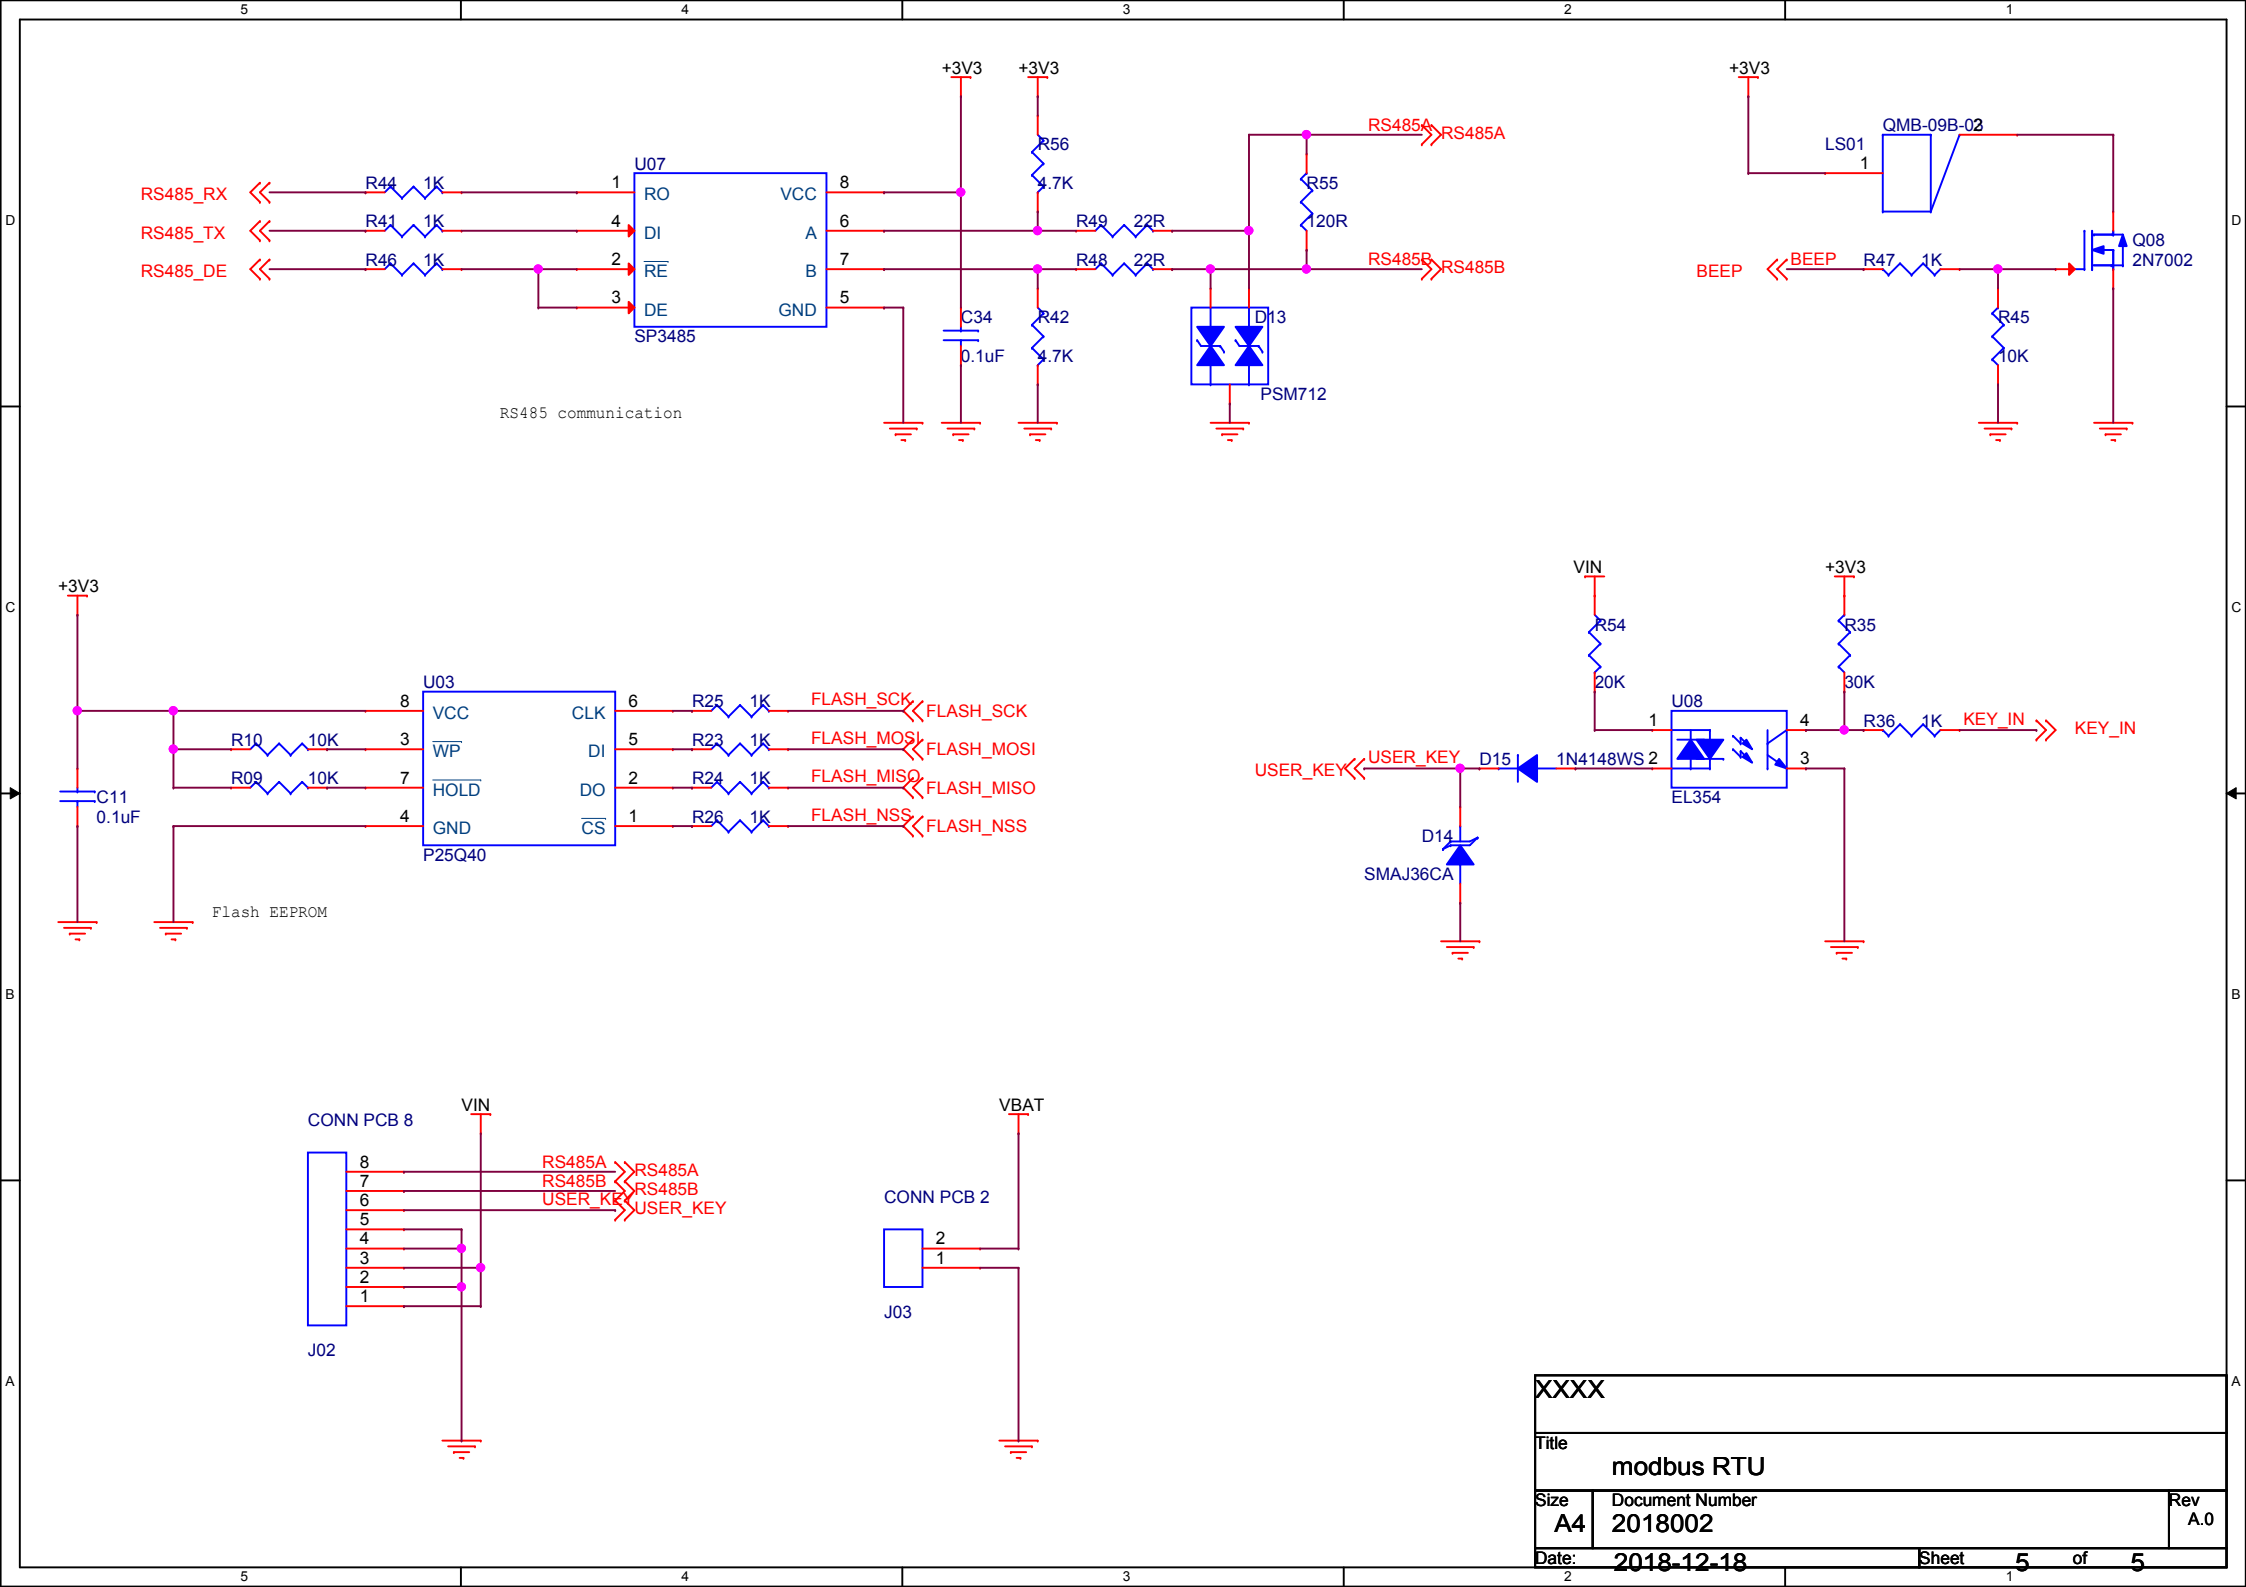 5 4 3 2 1
D
C
B
A
D
C
B
A
+3V3 +3V3
RS485_RX R44 1K
RS485_TX R41 1K
RS485_DE R46 1K
U07
1 RO VCC 8
4 DI A 6
2 RE B 7
3 DE GND 5
SP3485
R56
4.7K
R49 22R
R48 22R
C34
0.1uF
R42
4.7K
RS485A RS485A
R55
120R
RS485B RS485B
D13
PSM712
RS485 communication
+3V3
QMB-09B-03
2
LS01
1
Q08
2N7002
BEEP BEEP R47 1K
R45
10K
+3V3
U03
8 VCC CLK 6 R25 1K FLASH_SCK FLASH_SCK
R10 10K 3 WP DI 5 R23 1K FLASH_MOSI FLASH_MOSI
R09 10K 7 HOLD DO 2 R24 1K FLASH_MISO FLASH_MISO
4 GND CS 1 R26 1K FLASH_NSS FLASH_NSS
P25Q40
C11
0.1uF
Flash EEPROM
VIN +3V3
R54
20K
R35
30K
U08
1 4 R36 1K KEY_IN KEY_IN
USER_KEY USER_KEY D15 1N4148WS 2 3
EL354
D14
SMAJ36CA
CONN PCB 8
VIN
8 RS485A RS485A
7 RS485B RS485B
6 USER_KEY USER_KEY
5
4
3
2
1
J02
VBAT
CONN PCB 2
2
1
J03
XXXX
Title
modbus RTU
Size Document Number Rev
A4 2018002 A.0
Date: 2018-12-18 Sheet 5 of 5
5 4 3 2 1